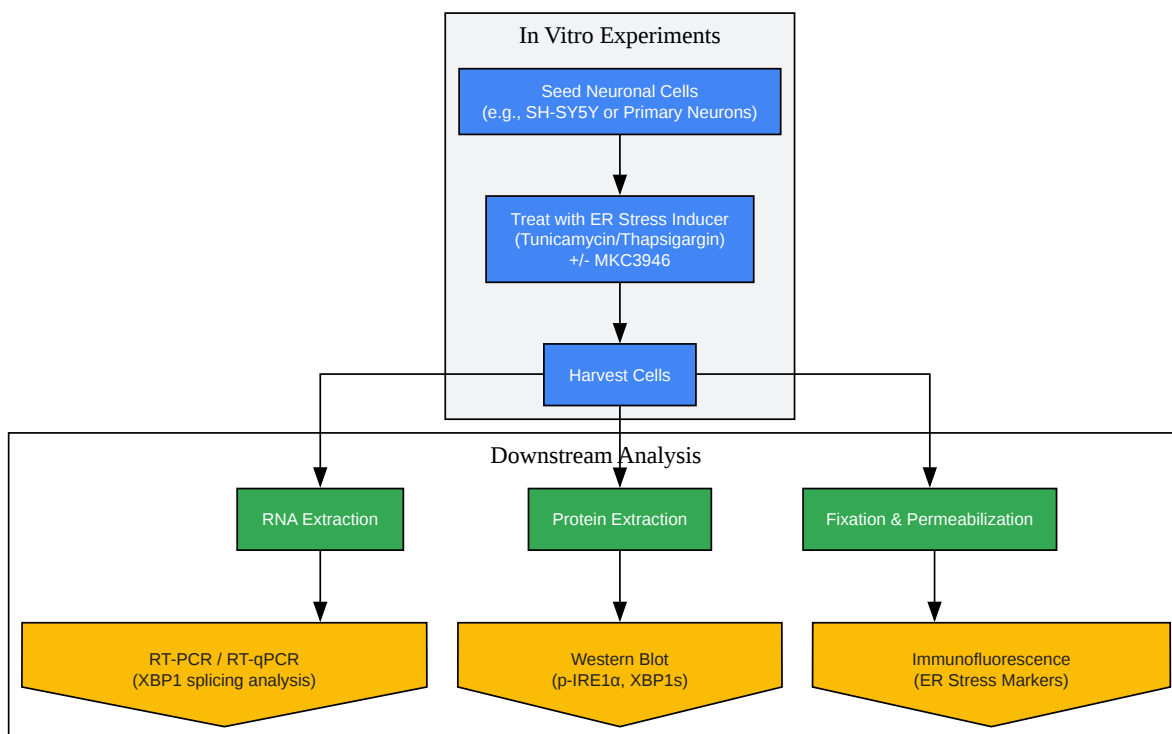 In Vitro Experiments
Seed Neuronal Cells
(e.g., SH-SY5Y or Primary Neurons)
Treat with ER Stress Inducer
(Tunicamycin/Thapsigargin)
+/- MKC3946
Harvest Cells
Downstream Analysis
RNA Extraction
Protein Extraction
Fixation & Permeabilization
RT-PCR / RT-qPCR
(XBP1 splicing analysis)
Western Blot
(p-IRE1α, XBP1s)
Immunofluorescence
(ER Stress Markers)